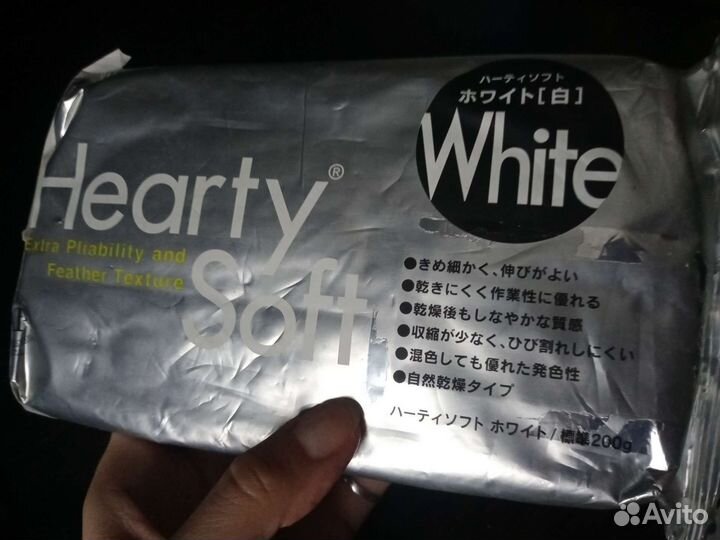 ハーティソフト
ホワイト[白]
White
Hearty®
Extra Pliability and
Feather Texture
Soft
●きめ細かく、伸びがよい
●乾きにくく作業性に優れる
●乾燥後もしなやかな質感
●収縮が少なく、ひび割れしにくい
●混色しても優れた発色性
●自然乾燥タイプ
ハーティソフト ホワイト/標準200g
Avito